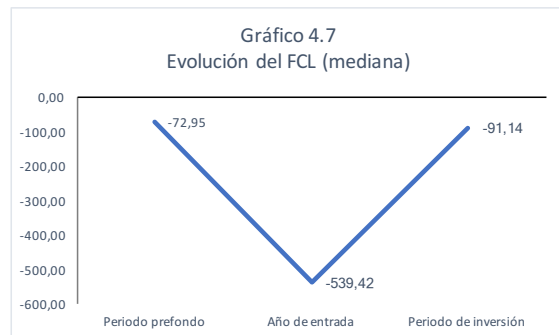 Gráfico 4.7
Evolución del FCL (mediana)
0,00
-100,00
-200,00
-300,00
-400,00
-500,00
-600,00
-72,95
-539,42
-91,14
Periodo prefondo
Año de entrada
Periodo de inversión